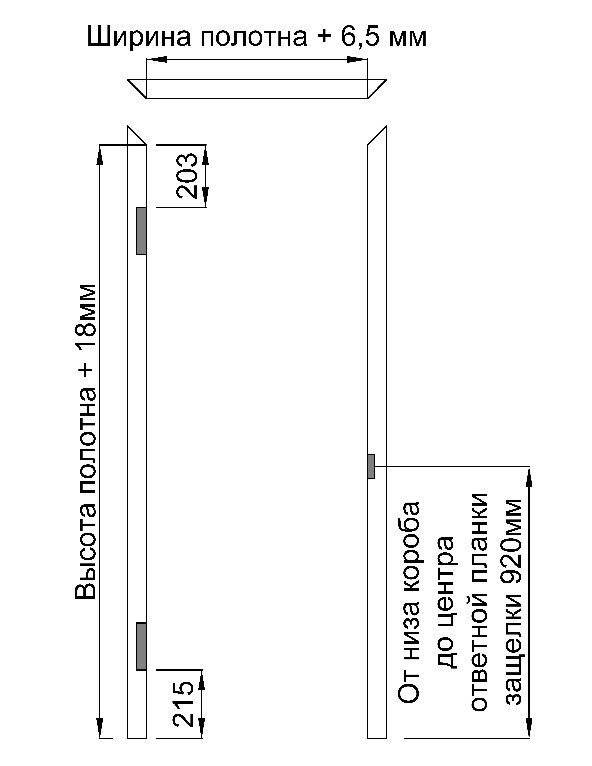 Ширина полотна + 6,5 мм
203
Высота полотна + 18мм
От низа короба
до центра
ответной планки
защелки 920мм
215